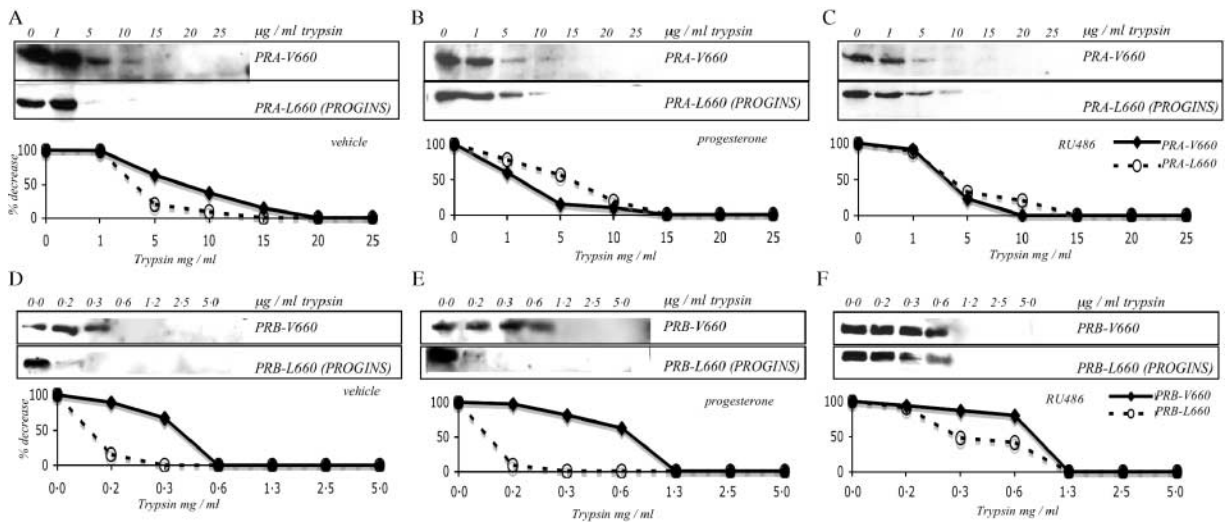 A
0 1 5 10 15 20 25 µg / ml trypsin
PRA-V660
PRA-L660 (PROGINS)
vehicle
% decrease
100
50
0
0 1 5 10 15 20 25
Trypsin mg / ml
B
0 1 5 10 15 20 25 µg / ml trypsin
PRA-V660
PRA-L660 (PROGINS)
progesterone
100
50
0
0 1 5 10 15 20 25
Trypsin mg / ml
C
0 1 5 10 15 20 25 µg / ml trypsin
PRA-V660
PRA-L660 (PROGINS)
RU486 PRA-V660
PRA-L660
100
50
0
0 1 5 10 15 20 25
Trypsin mg / ml
D
0·0 0·2 0·3 0·6 1·2 2·5 5·0 µg / ml trypsin
PRB-V660
PRB-L660 (PROGINS)
vehicle
% decrease
100
50
0
0·0 0·2 0·3 0·6 1·3 2·5 5·0
Trypsin mg / ml
E
0·0 0·2 0·3 0·6 1·2 2·5 5·0 µg / ml trypsin
PRB-V660
PRB-L660 (PROGINS)
progesterone
100
50
0
0·0 0·2 0·3 0·6 1·3 2·5 5·0
Trypsin mg / ml
F
0·0 0·2 0·3 0·6 1·2 2·5 5·0 µg / ml trypsin
PRB-V660
PRB-L660 (PROGINS)
RU486 PRB-V660
PRB-L660
100
50
0
0·0 0·2 0·3 0·6 1·3 2·5 5·0
Trypsin mg / ml